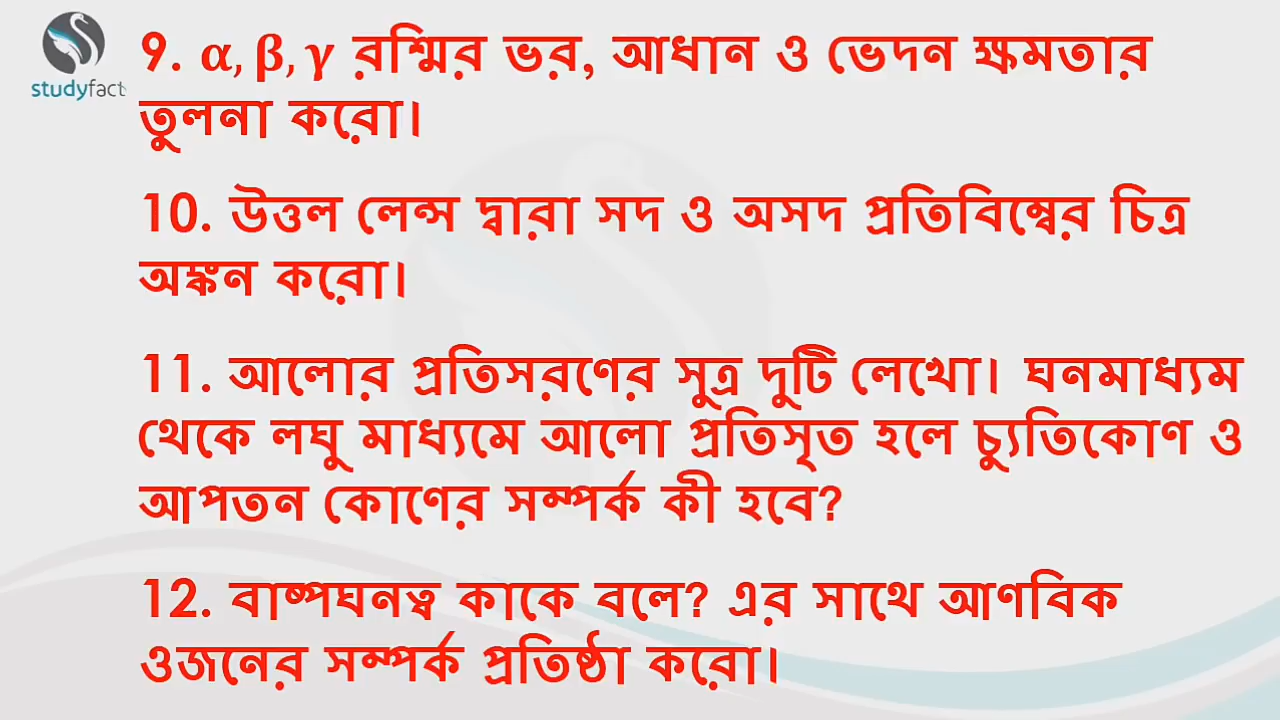 studyfact
9. α, β, γ রশ্মির ভর, আধান ও ভেদন ক্ষমতার
তুলনা করো।
10. উত্তল লেন্স দ্বারা সদ ও অসদ প্রতিবিম্বের চিত্র
অঙ্কন করো।
11. আলোর প্রতিসরণের সুত্র দুটি লেখো। ঘনমাধ্যম
থেকে লঘু মাধ্যমে আলো প্রতিসৃত হলে চ্যুতিকোণ ও
আপতন কোণের সম্পর্ক কী হবে?
12. বাষ্পঘনত্ব কাকে বলে? এর সাথে আণবিক
ওজনের সম্পর্ক প্রতিষ্ঠা করো।